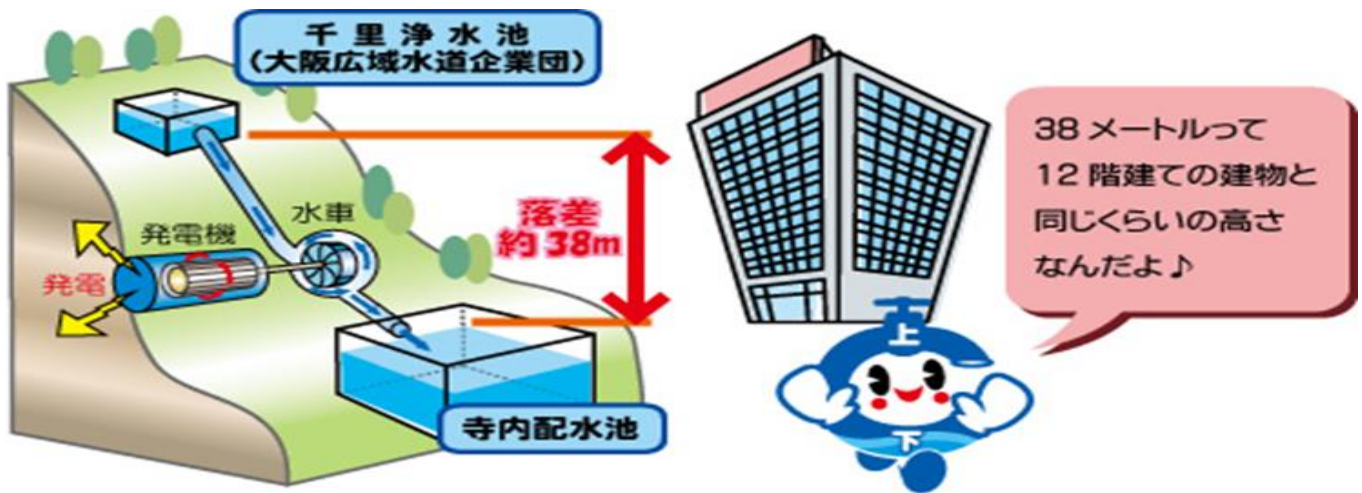 千里浄水池
(大阪広域水道企業団)
水車
発電機
発電
落差
約38m
寺内配水池
38メートルって
12階建ての建物と
同じくらいの高さ
なんだよ♪
上
下